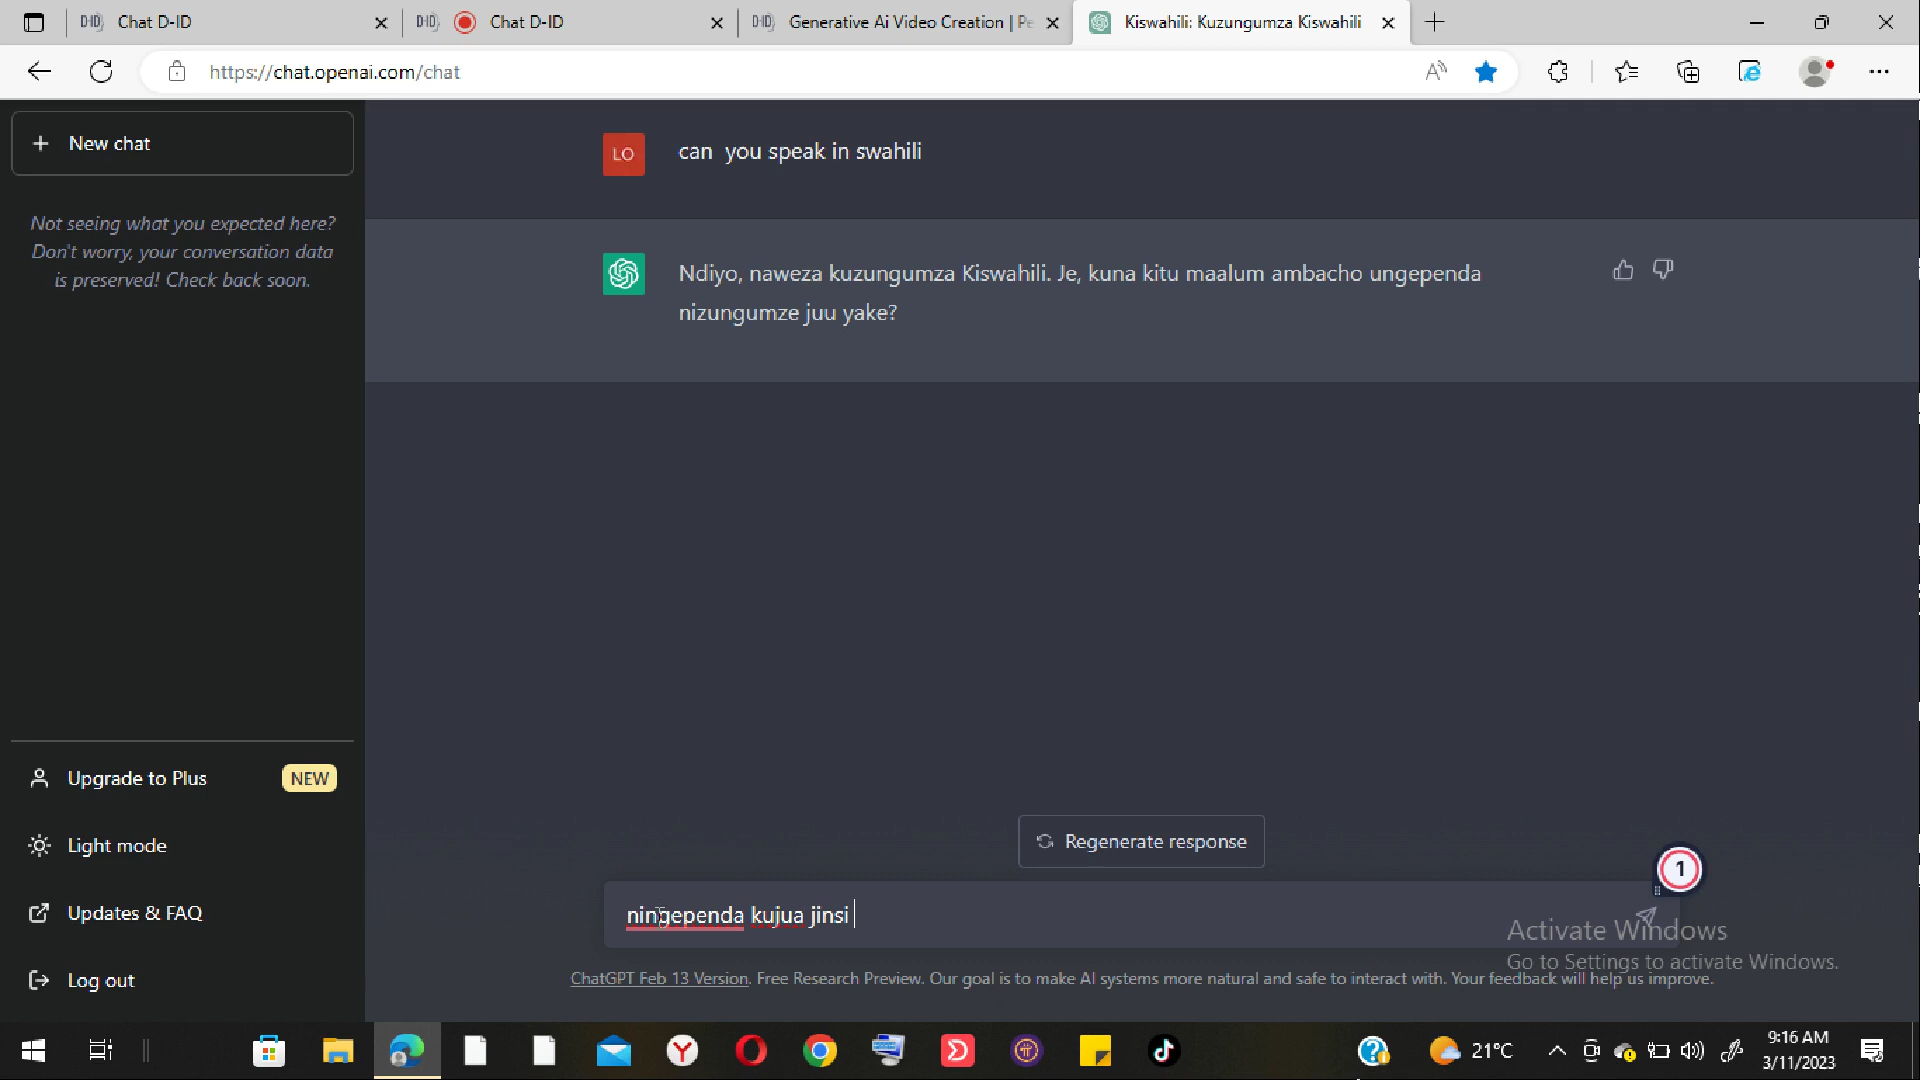 Chat D-ID
Chat D-ID
Generative Ai Video Creation | Pe
Kiswahili: Kuzungumza Kiswahili
https://chat.openai.com/chat
New chat
Not seeing what you expected here?
Don't worry, your conversation data
is preserved! Check back soon.
LO
can you speak in swahili
Ndiyo, naweza kuzungumza Kiswahili. Je, kuna kitu maalum ambacho ungependa
nizungumze juu yake?
Upgrade to Plus
NEW
Light mode
Updates & FAQ
Log out
Regenerate response
1
ningependa kujua jinsi
Activate Windows
Go to Settings to activate Windows.
ChatGPT Feb 13 Version. Free Research Preview. Our goal is to make AI systems more natural and safe to interact with. Your feedback will help us improve.
21°C
9:16 AM
3/11/2023